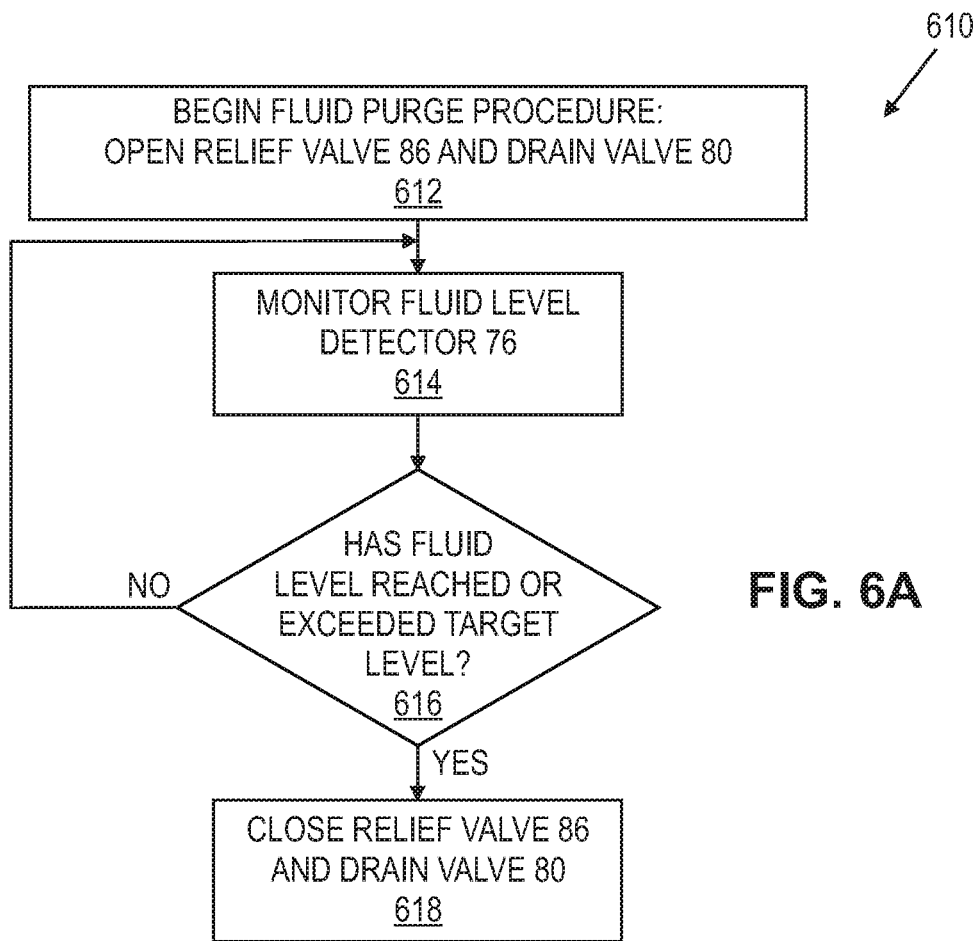 610
BEGIN FLUID PURGE PROCEDURE:
OPEN RELIEF VALVE 86 AND DRAIN VALVE 80
612
MONITOR FLUID LEVEL
DETECTOR 76
614
HAS FLUID
LEVEL REACHED OR
EXCEEDED TARGET
LEVEL?
616
NO
FIG. 6A
YES
CLOSE RELIEF VALVE 86
AND DRAIN VALVE 80
618